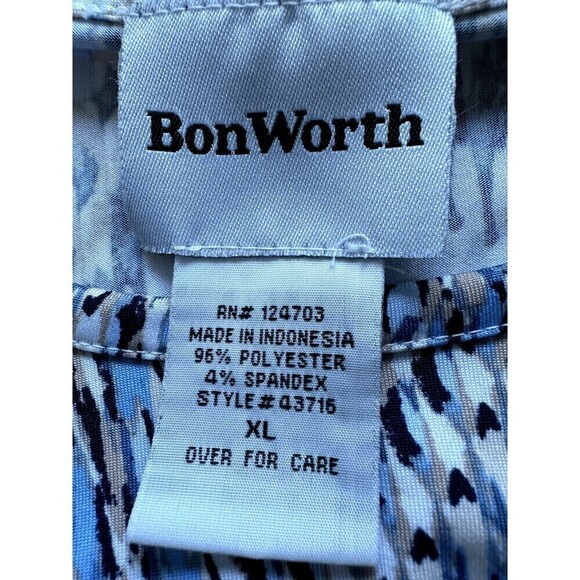 BonWorth
RN# 124703
MADE IN INDONESIA
96% POLYESTER
4% SPANDEX
STYLE# 43716
XL
OVER FOR CARE